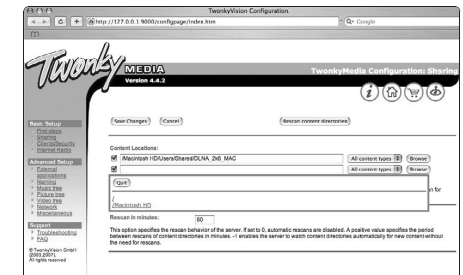 TwonkyVision Configuration
http://127.0.0.1:9000/configpage/index.htm
Q- Google
Twonky
MEDIA
Version 4.4.2
TwonkyMedia Configuration: Sharing
Save Changes
Cancel
Rescan content directories
Basic Setup
First steps
Sharing
Clients/Security
Internet Radio
Advanced Setup
External applications
Naming
Music tree
Picture tree
Video tree
Network
Miscellaneous
Support
Troubleshooting
FAQ
© TwonkyVision GmbH
(2003,2007).
All rights reserved
Content Locations:
/Macintosh HD/Users/Shared/DLNA_2k8_MAC
All content types
Browse
All content types
Browse
Quit
/
/Macintosh HD
n for
Rescan in minutes:
60
This option specifies the rescan behavior of the server. If set to 0, automatic rescans are disabled. A positive value specifies the period
between rescans of content directories in minutes. -1 enables the server to watch content directories automatically for new content without
the need for rescans.